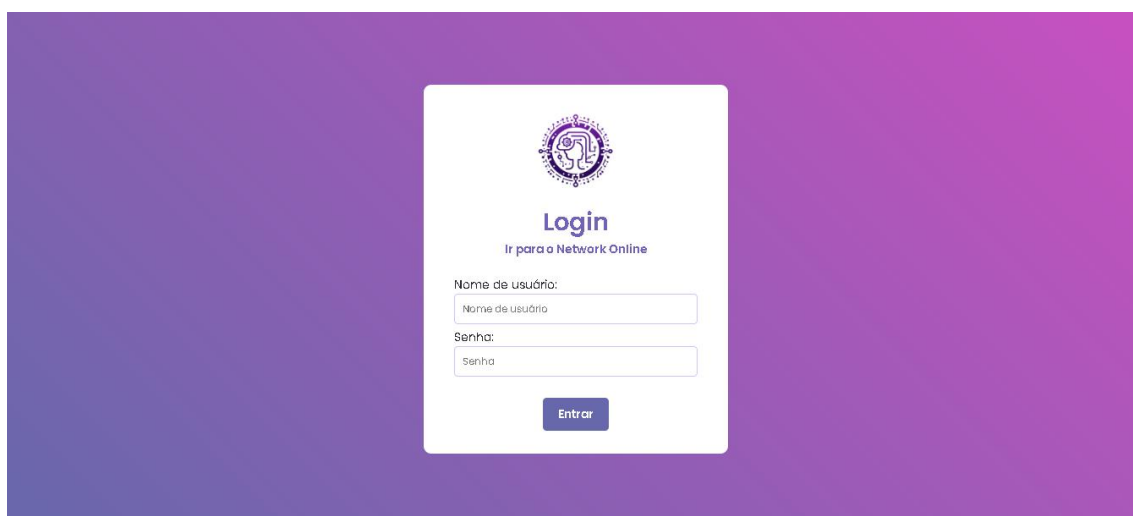 Login
Ir para o Network Online
Nome de usuário:
Nome de usuário
Senha:
Senha
Entrar